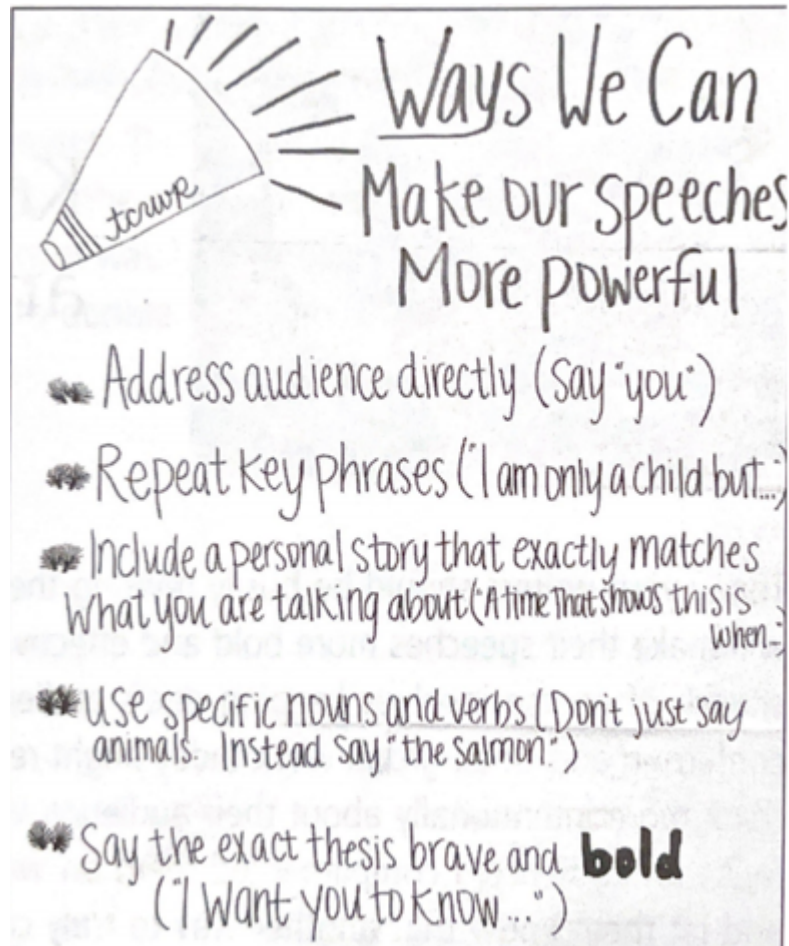 tcrwp
Ways We Can
Make our speeches
More powerful
Address audience directly (Say "you")
Repeat key phrases ("I am only a child but...")
Include a personal story that exactly matches
what you are talking about ("A time that shows this is
when...")
Use specific nouns and verbs (Don't just say
animals. Instead say, "the salmon.")
Say the exact thesis brave and bold
("I want you to know...")